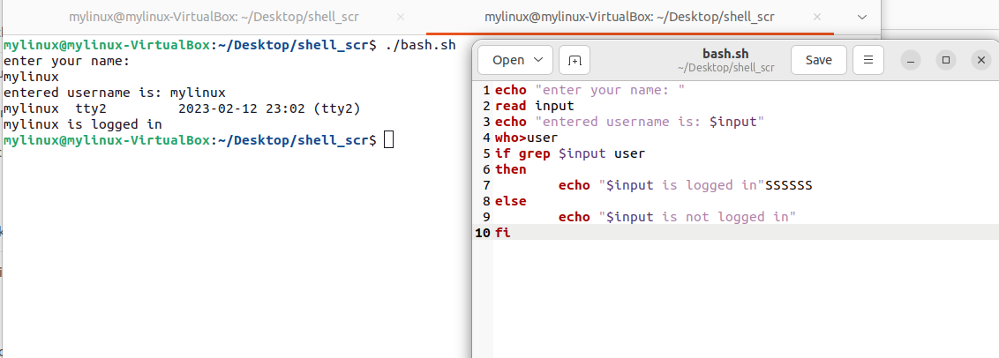 mylinux@mylinux-VirtualBox: ~/Desktop/shell_scr
mylinux@mylinux-VirtualBox: ~/Desktop/shell_scr
mylinux@mylinux-VirtualBox:~/Desktop/shell_scr$ ./bash.sh
enter your name:
mylinux
entered username is: mylinux
mylinux  tty2         2023-02-12 23:02 (tty2)
mylinux is logged in
mylinux@mylinux-VirtualBox:~/Desktop/shell_scr$
Open
bash.sh
~/Desktop/shell_scr
Save
1 echo "enter your name: "
2 read input
3 echo "entered username is: $input"
4 who>user
5 if grep $input user
6 then
7         echo "$input is logged in"SSSSSS
8 else
9         echo "$input is not logged in"
10 fi